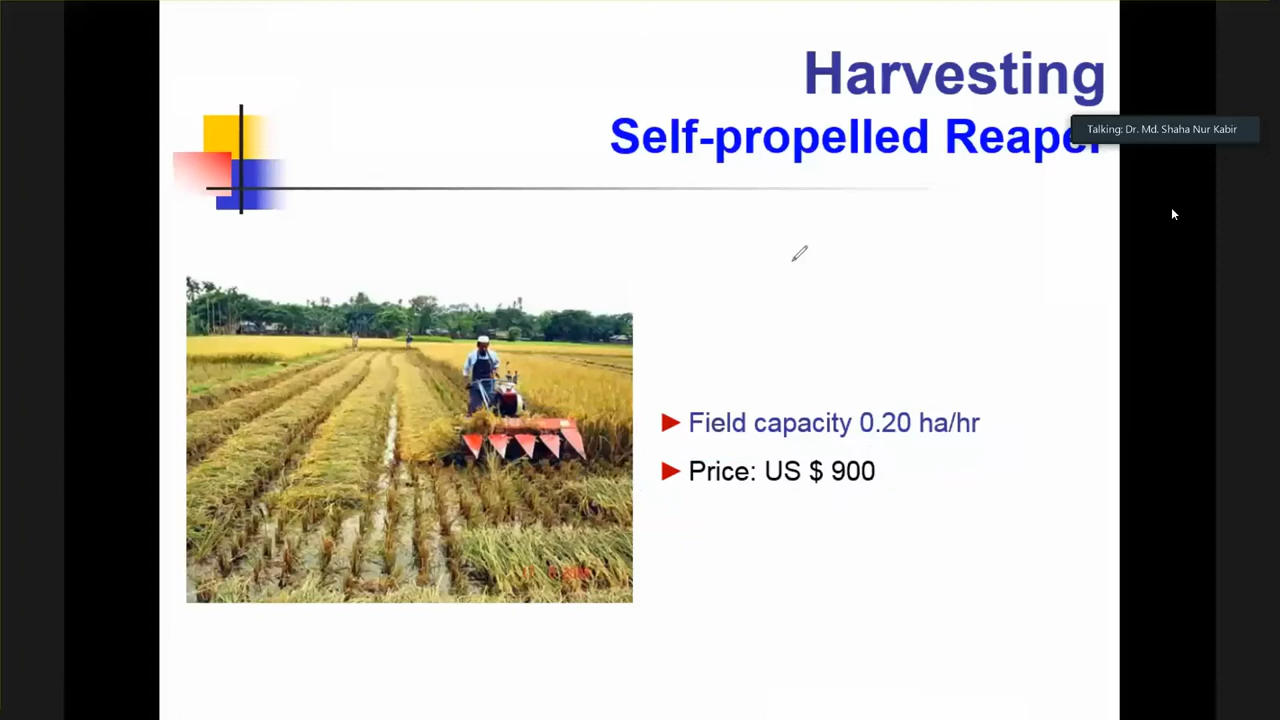 Harvesting
Self-propelled Reaper
Talking: Dr. Md. Shaha Nur Kabir
► Field capacity 0.20 ha/hr
► Price: US $ 900